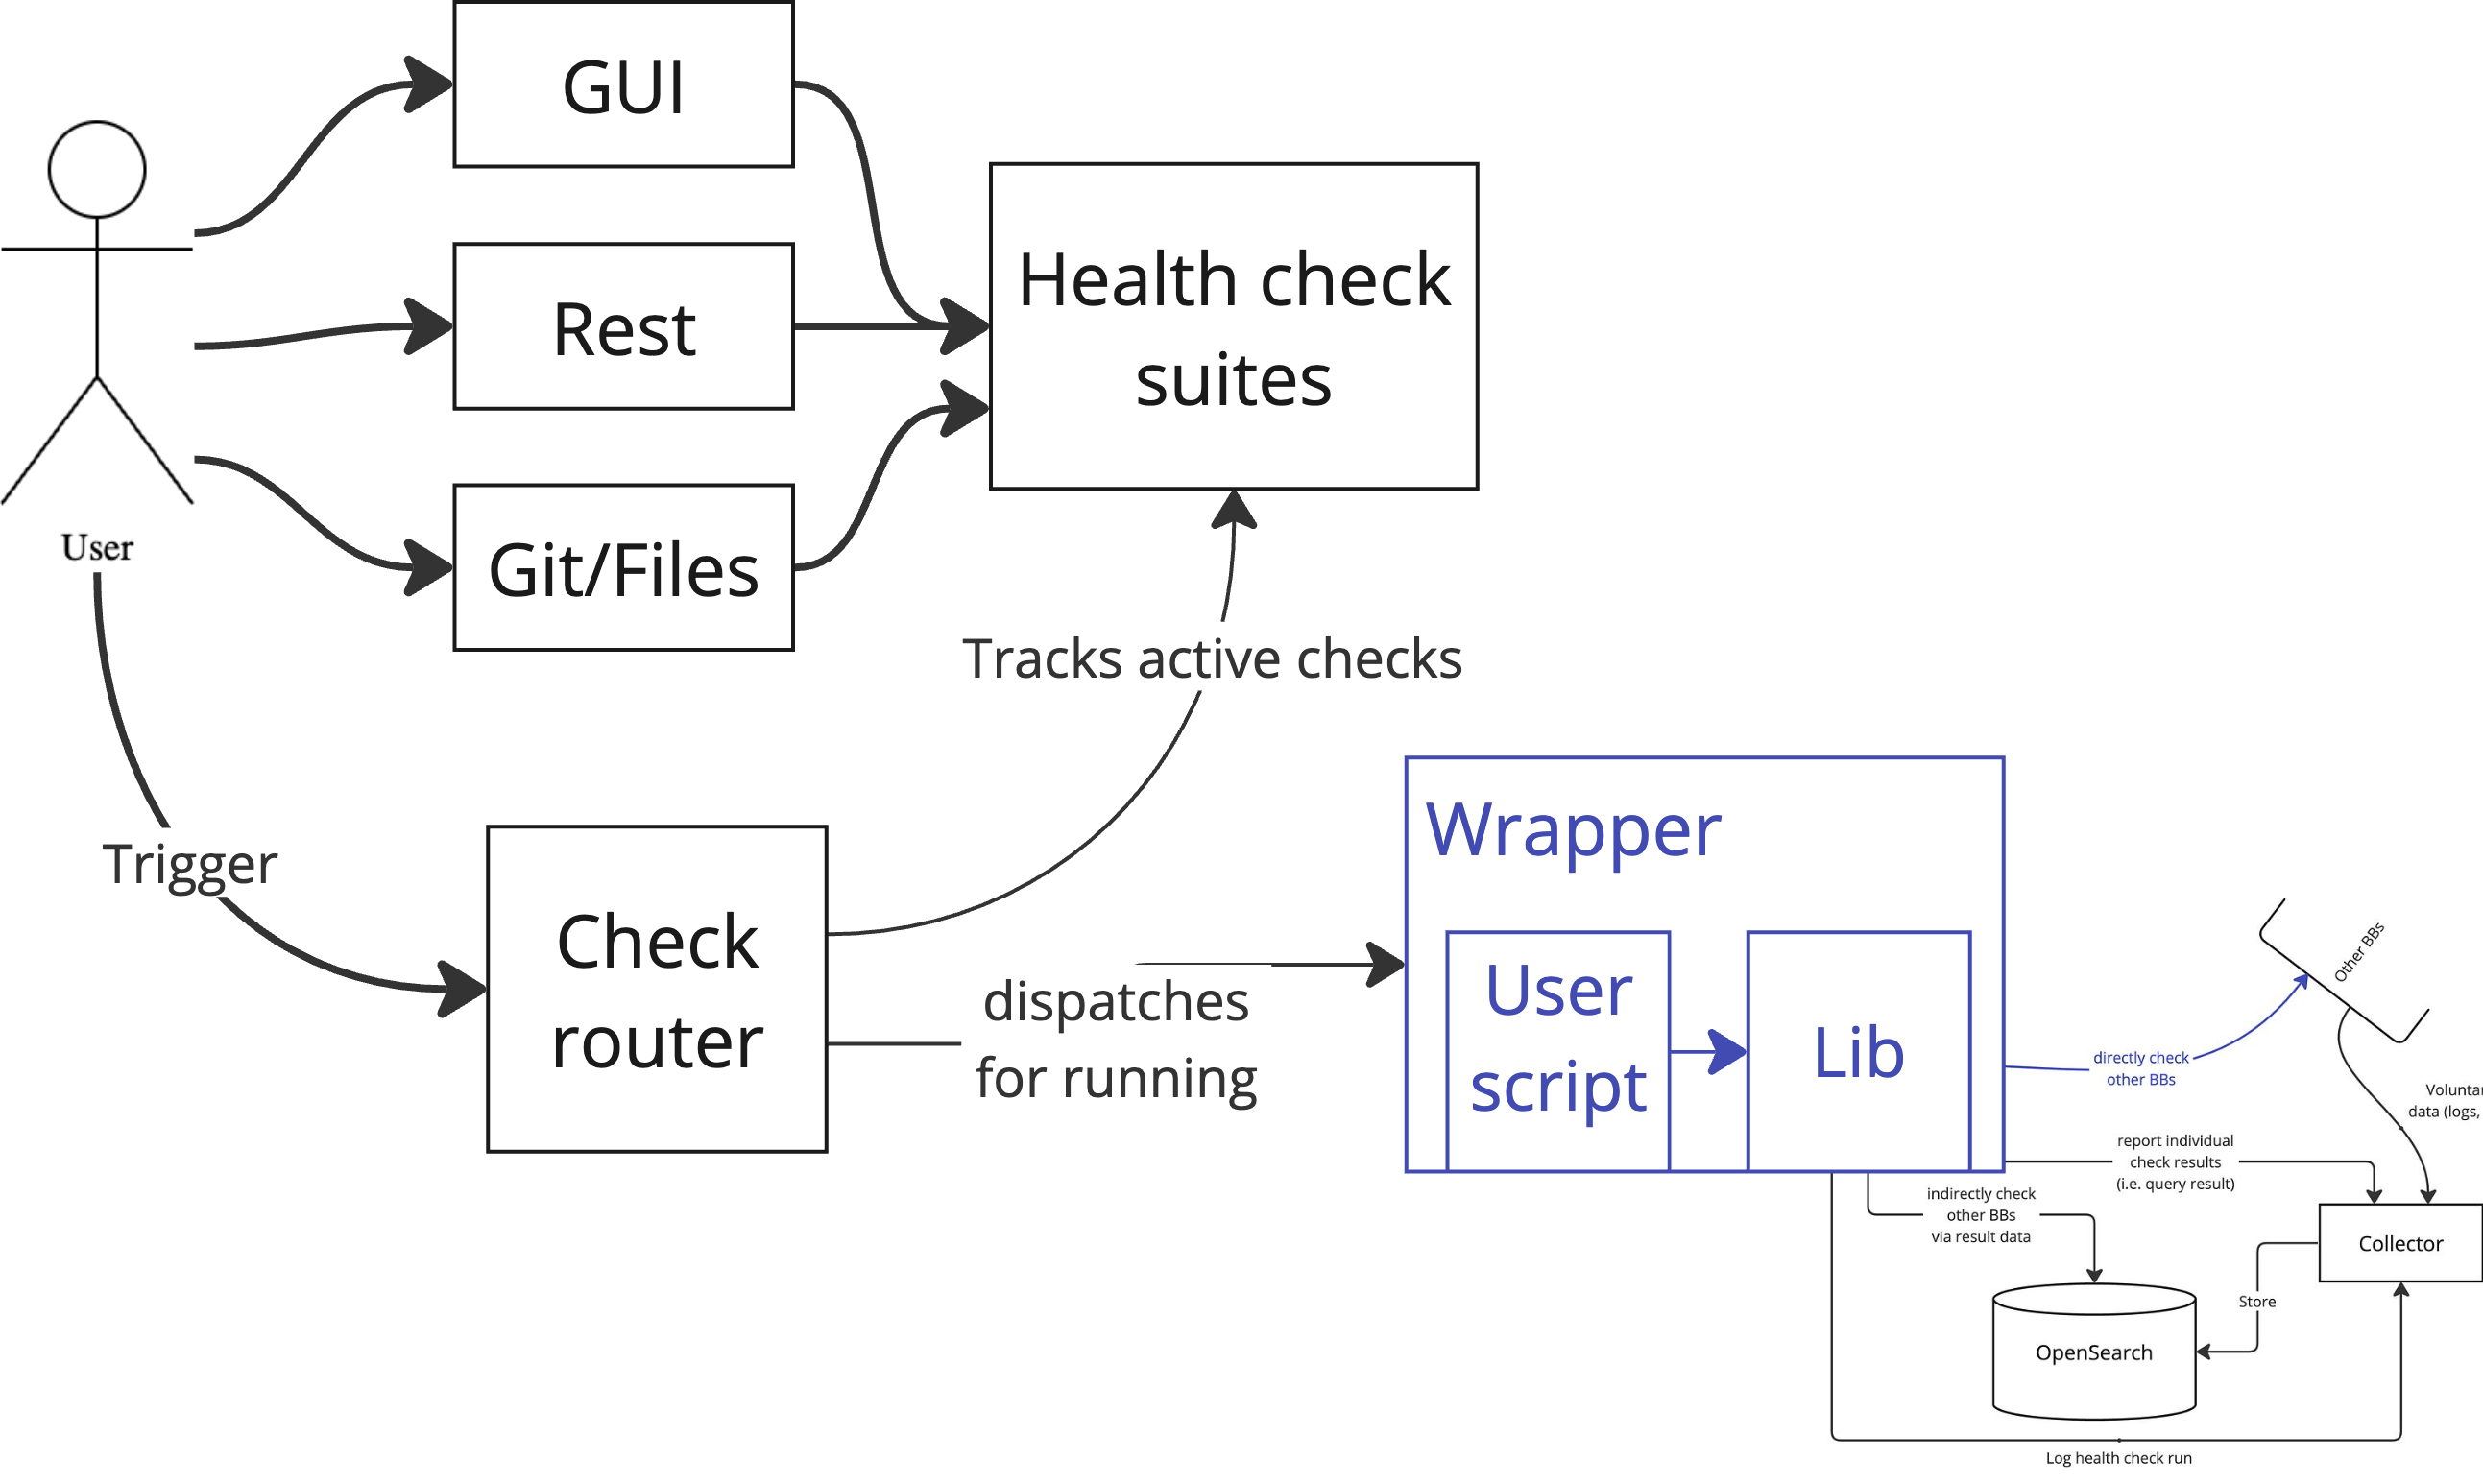 GUI
Health check
suites
Rest
User
Git/Files
Tracks active checks
Trigger
Check
router
dispatches
for running
Wrapper
User
script
Lib
Other BBs
directly check
other BBs
data (logs,
report individual
check results
(i.e. query result)
indirectly check
other BBs
via result data
Collector
Store
OpenSearch
Log health check run